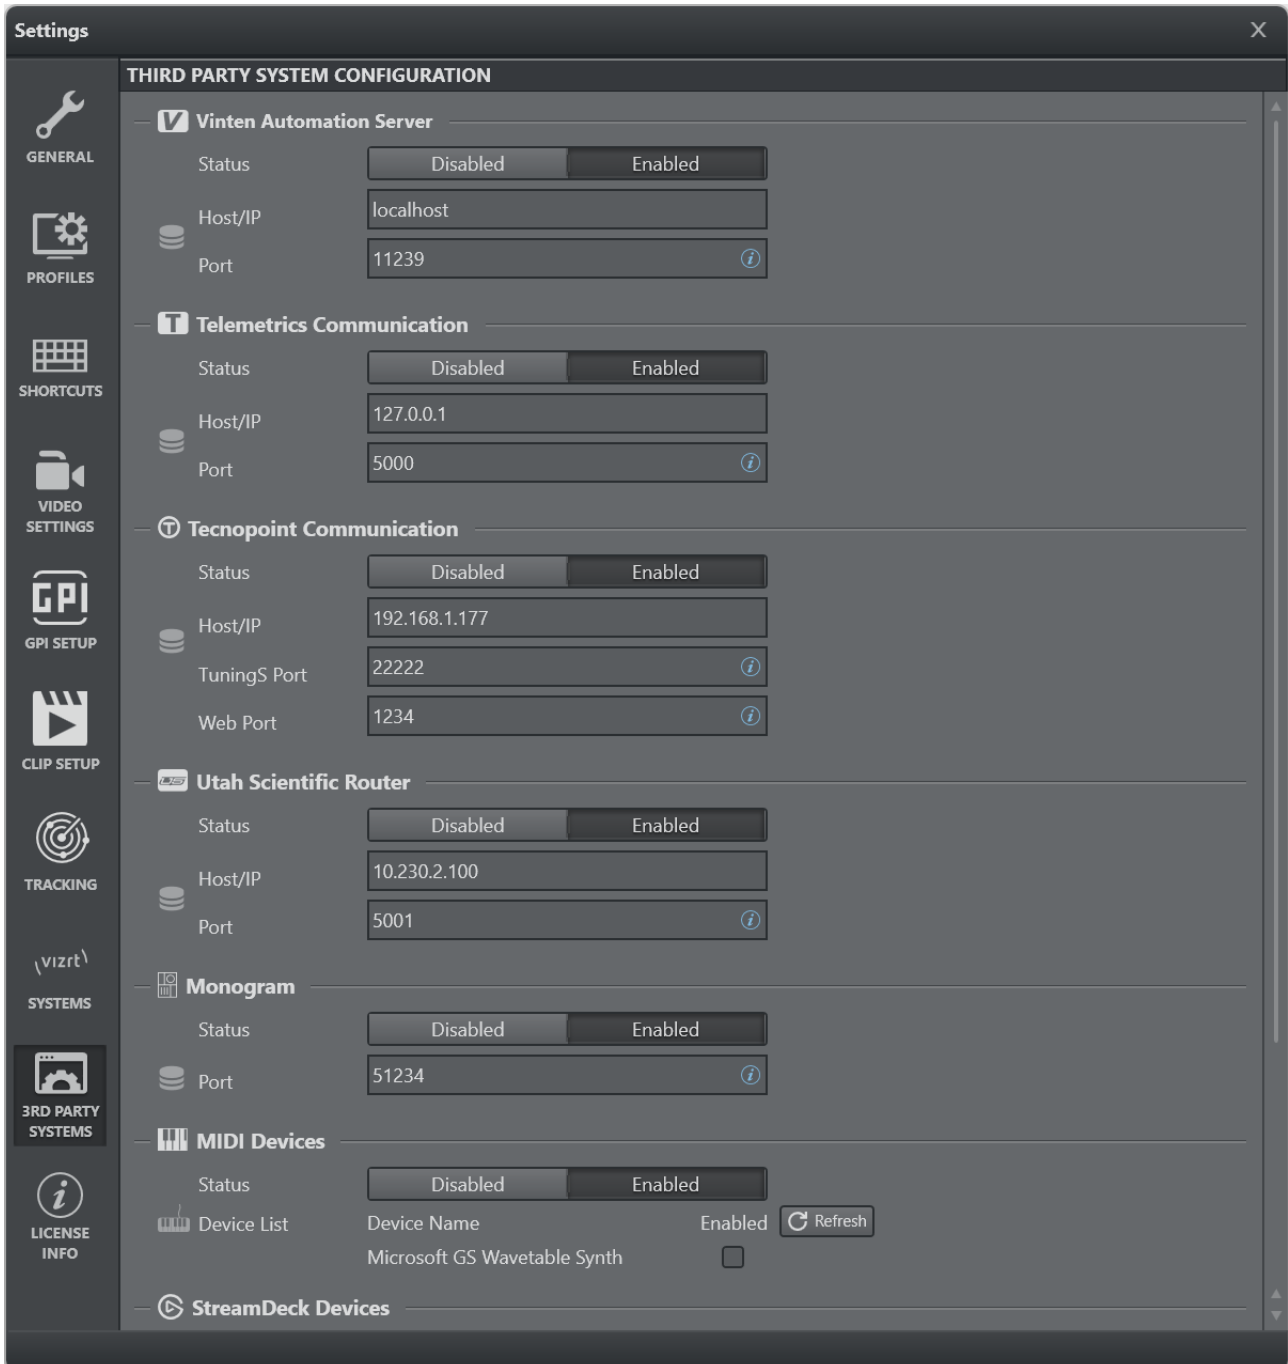 Settings
X
THIRD PARTY SYSTEM CONFIGURATION
GENERAL
PROFILES
SHORTCUTS
VIDEO
SETTINGS
GPI
GPI SETUP
CLIP SETUP
TRACKING
vizrt
SYSTEMS
3RD PARTY
SYSTEMS
LICENSE
INFO
V Vinten Automation Server
Status Disabled Enabled
Host/IP localhost
Port 11239
T Telemetrics Communication
Status Disabled Enabled
Host/IP 127.0.0.1
Port 5000
T Tecnopoint Communication
Status Disabled Enabled
Host/IP 192.168.1.177
TuningS Port 22222
Web Port 1234
US Utah Scientific Router
Status Disabled Enabled
Host/IP 10.230.2.100
Port 5001
Monogram
Status Disabled Enabled
Port 51234
MIDI Devices
Status Disabled Enabled
Device List Device Name Enabled Refresh
Microsoft GS Wavetable Synth
StreamDeck Devices